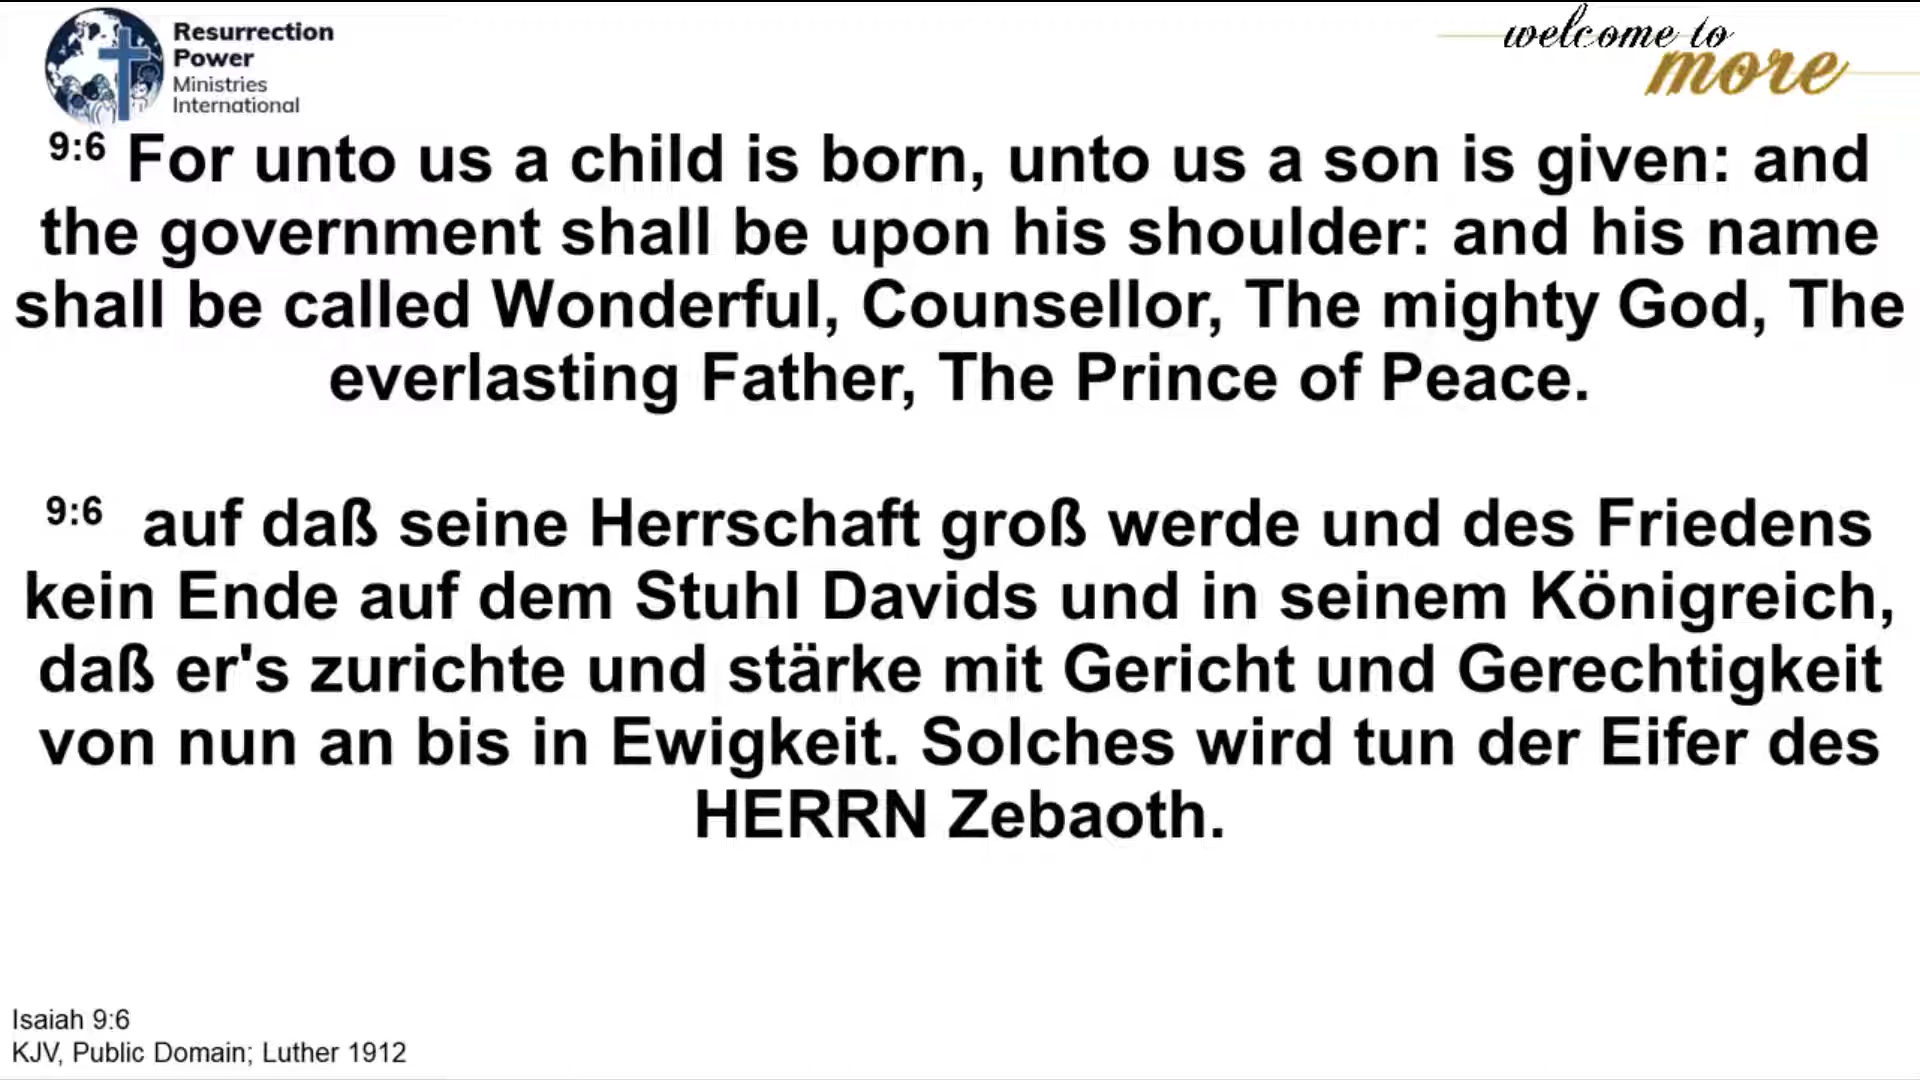 Resurrection
Power
Ministries
International
welcome to
more
9:6 For unto us a child is born, unto us a son is given: and
the government shall be upon his shoulder: and his name
shall be called Wonderful, Counsellor, The mighty God, The
everlasting Father, The Prince of Peace.
9:6 auf daß seine Herrschaft groß werde und des Friedens
kein Ende auf dem Stuhl Davids und in seinem Königreich,
daß er's zurichte und stärke mit Gericht und Gerechtigkeit
von nun an bis in Ewigkeit. Solches wird tun der Eifer des
HERRN Zebaoth.
Isaiah 9:6
KJV, Public Domain; Luther 1912